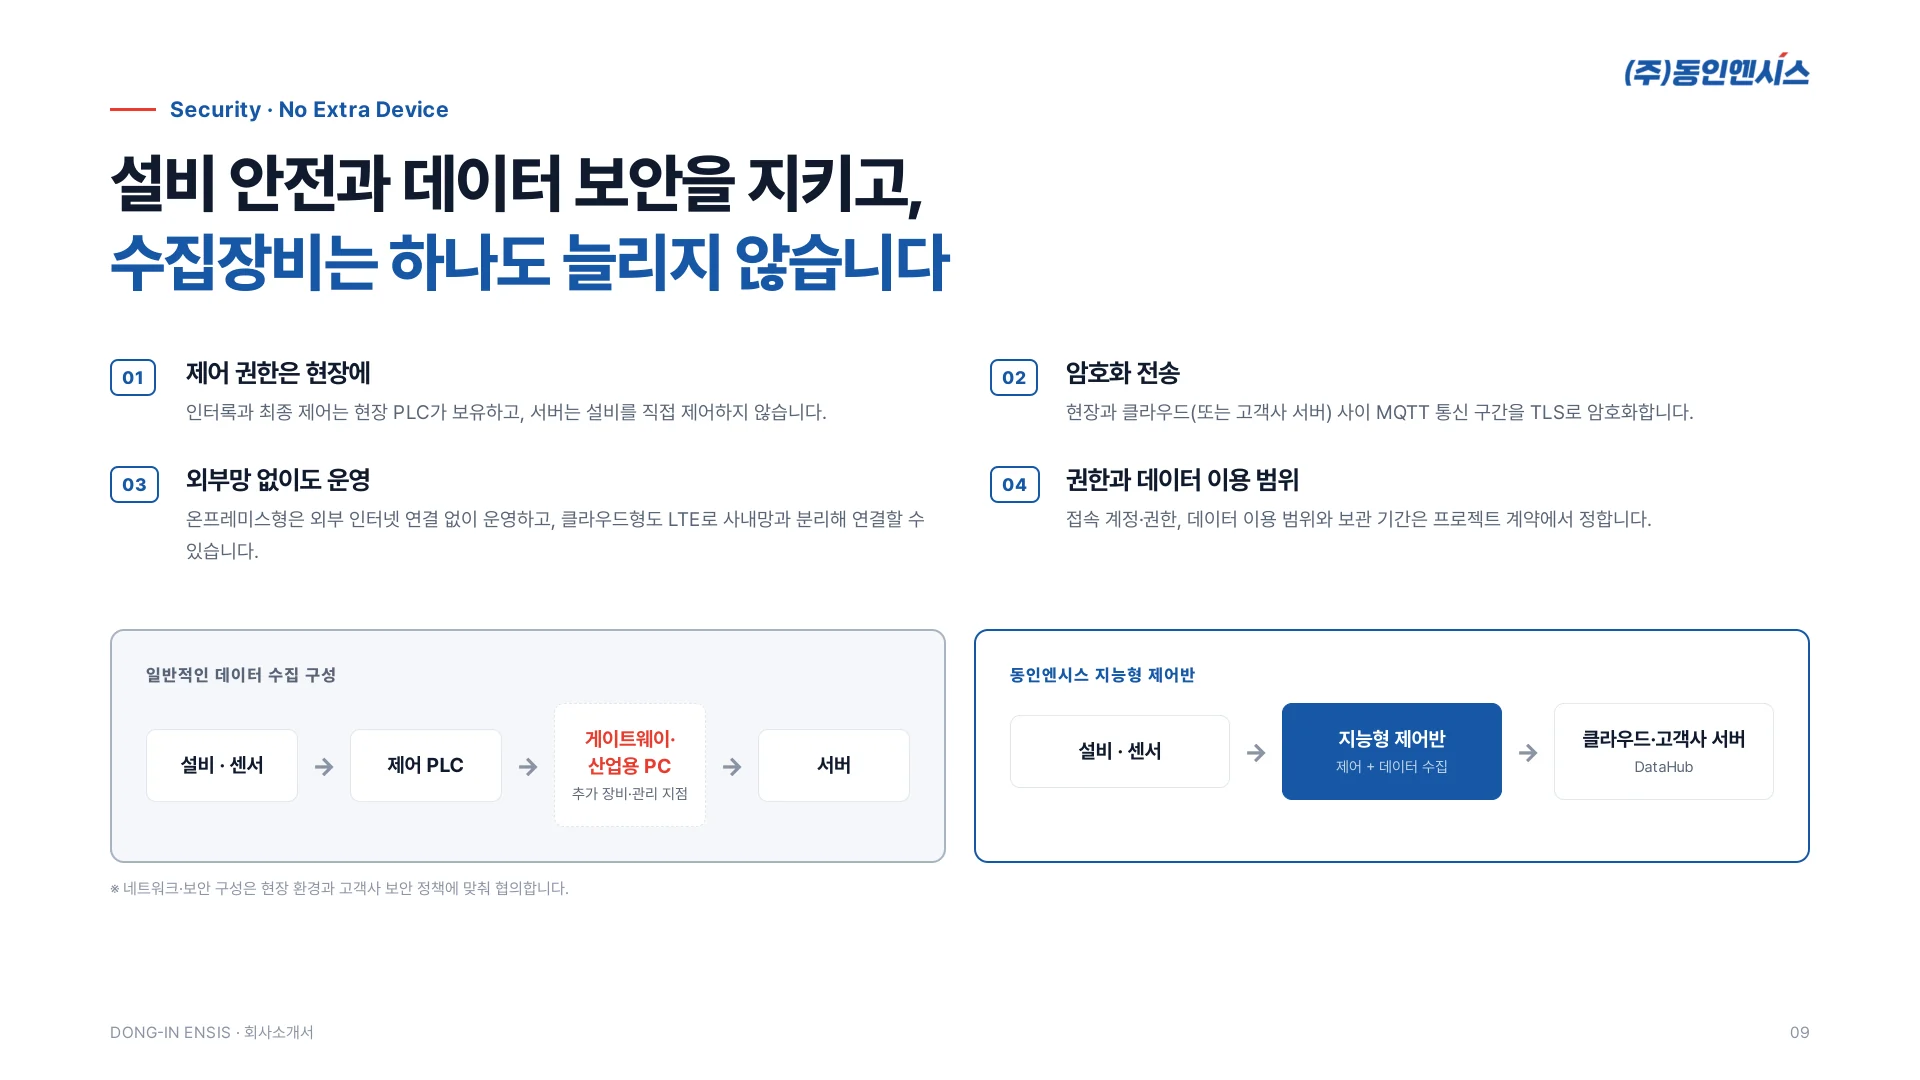 (주)동인엔시스
Security · No Extra Device
설비 안전과 데이터 보안을 지키고,
수집장비는 하나도 늘리지 않습니다
01
제어 권한은 현장에
인터록과 최종 제어는 현장 PLC가 보유하고, 서버는 설비를 직접 제어하지 않습니다.
02
암호화 전송
현장과 클라우드(또는 고객사 서버) 사이 MQTT 통신 구간을 TLS로 암호화합니다.
03
외부망 없이도 운영
온프레미스형은 외부 인터넷 연결 없이 운영하고, 클라우드형도 LTE로 사내망과 분리해 연결할 수
있습니다.
04
권한과 데이터 이용 범위
접속 계정·권한, 데이터 이용 범위와 보관 기간은 프로젝트 계약에서 정합니다.
일반적인 데이터 수집 구성
설비 · 센서
→
제어 PLC
→
게이트웨이·
산업용 PC
추가 장비·관리 지점
→
서버
동인엔시스 지능형 제어반
설비 · 센서
→
지능형 제어반
제어 + 데이터 수집
→
클라우드·고객사 서버
DataHub
※ 네트워크·보안 구성은 현장 환경과 고객사 보안 정책에 맞춰 협의합니다.
DONG-IN ENSIS · 회사소개서
09